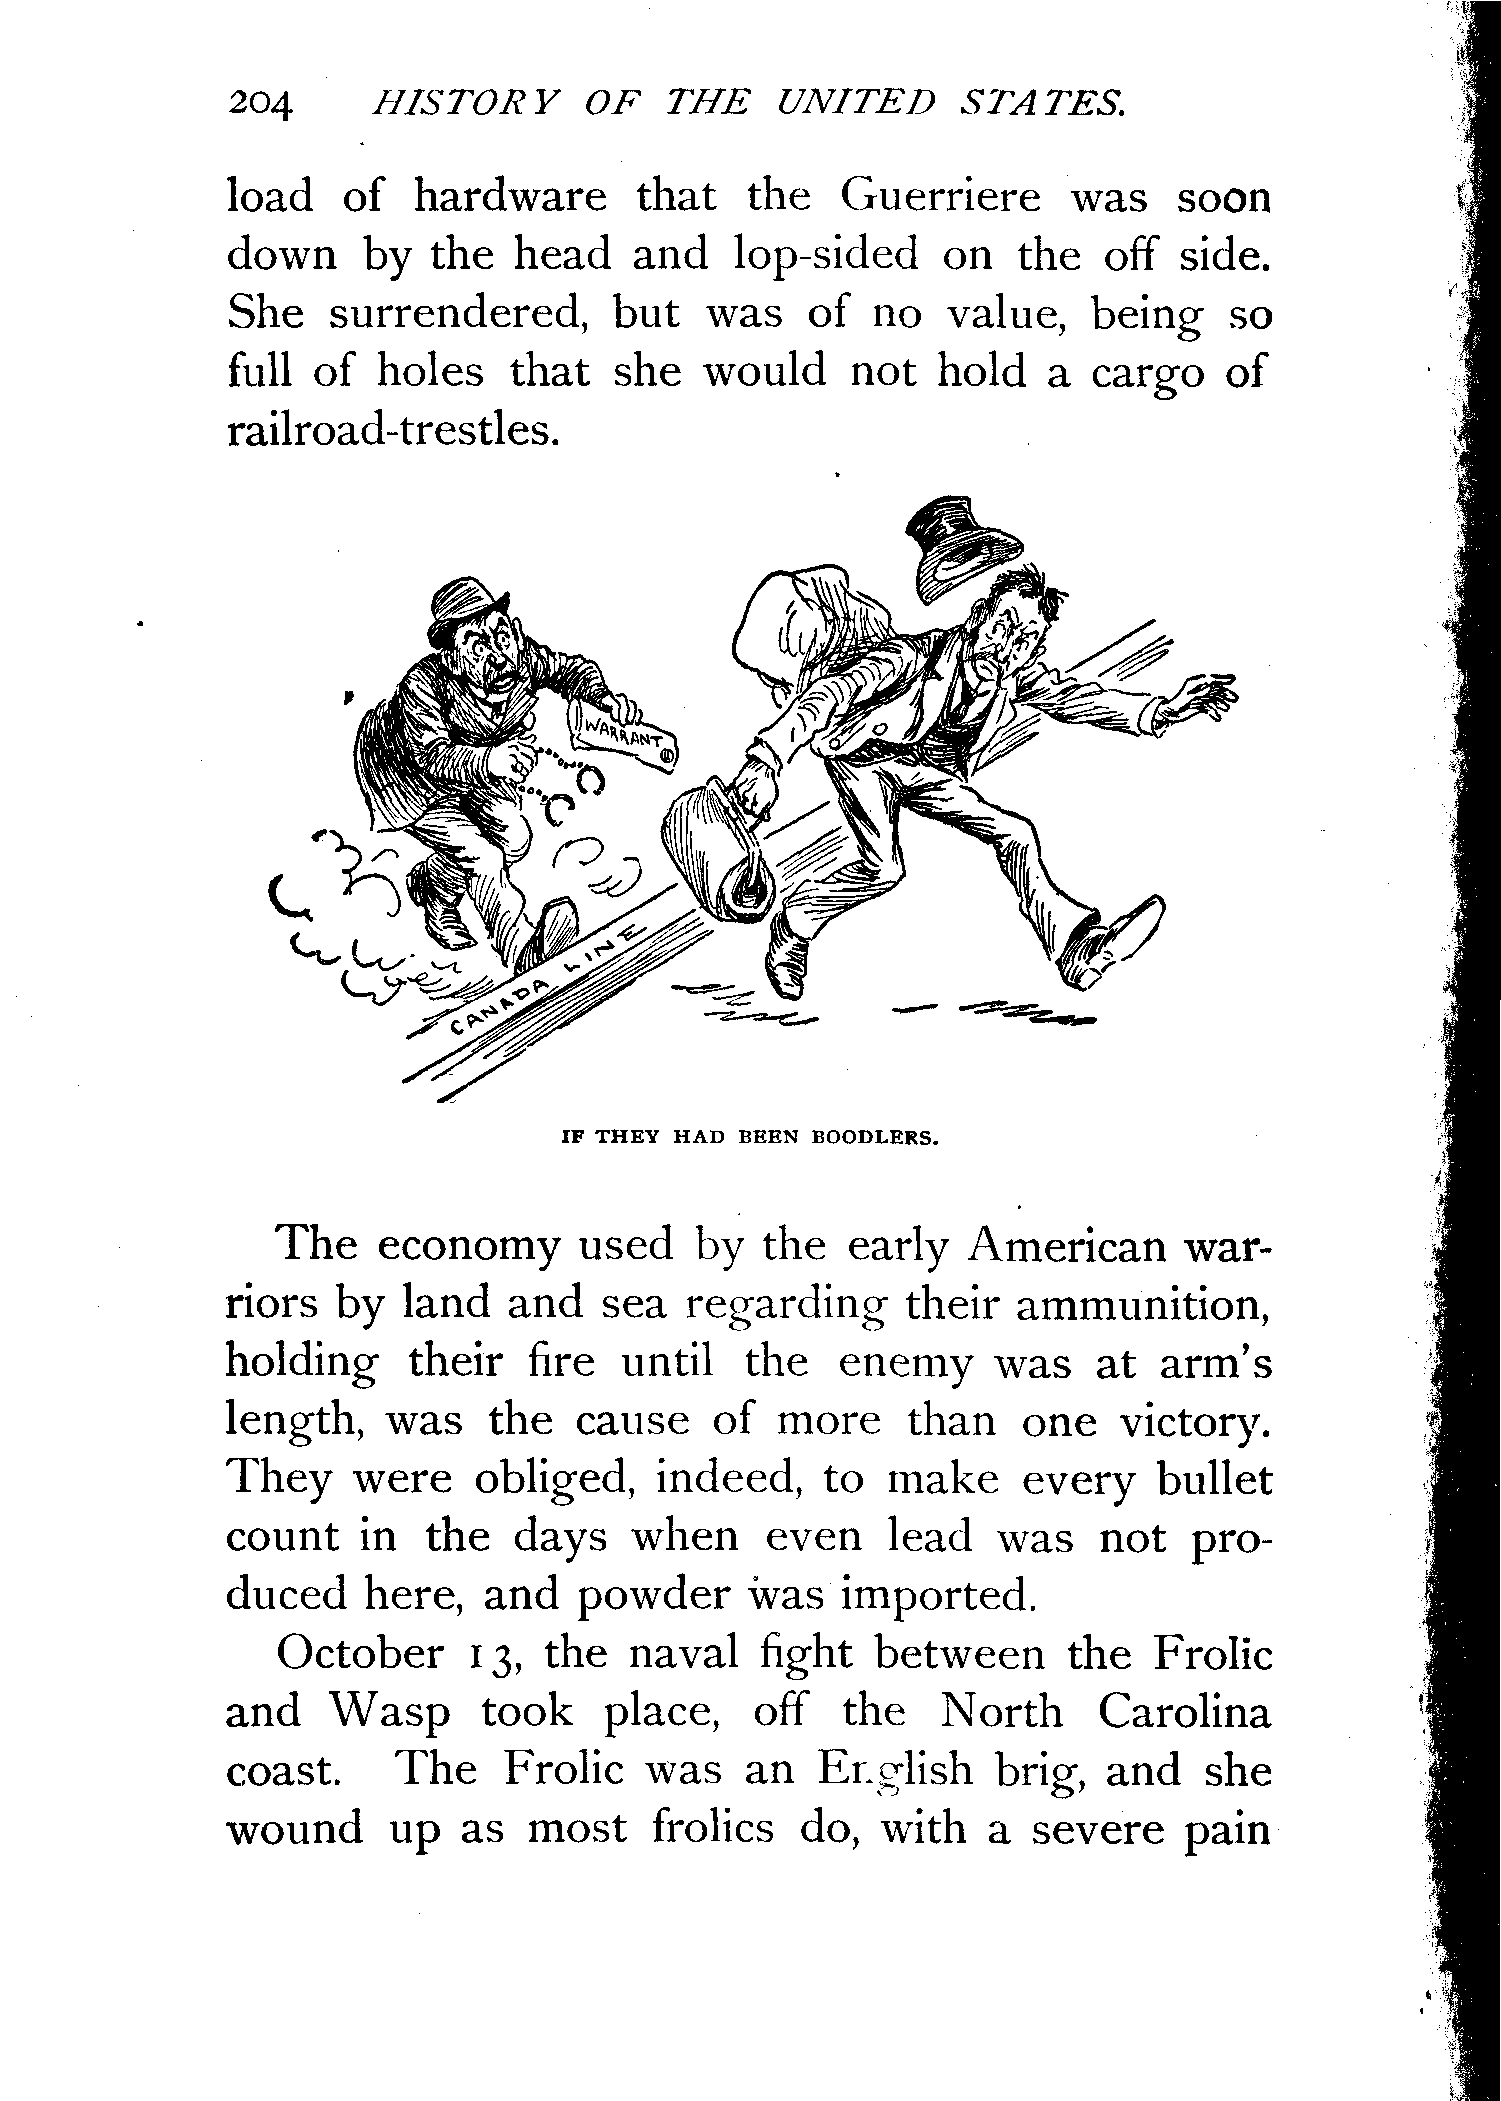 204 HISTORY OF THE UNITED STATES.
load of hardware that the Guerriere was soon
down by the head and lop-sided on the off side.
She surrendered, but was of no value, being so
full of holes that she would not hold a cargo of
railroad-trestles.
WARRANT
CANADA LINE
IF THEY HAD BEEN BOODLERS.
The economy used by the early American war-
riors by land and sea regarding their ammunition,
holding their fire until the enemy was at arm's
length, was the cause of more than one victory.
They were obliged, indeed, to make every bullet
count in the days when even lead was not pro-
duced here, and powder was imported.
October 13, the naval fight between the Frolic
and Wasp took place, off the North Carolina
coast. The Frolic was an English brig, and she
wound up as most frolics do, with a severe pain